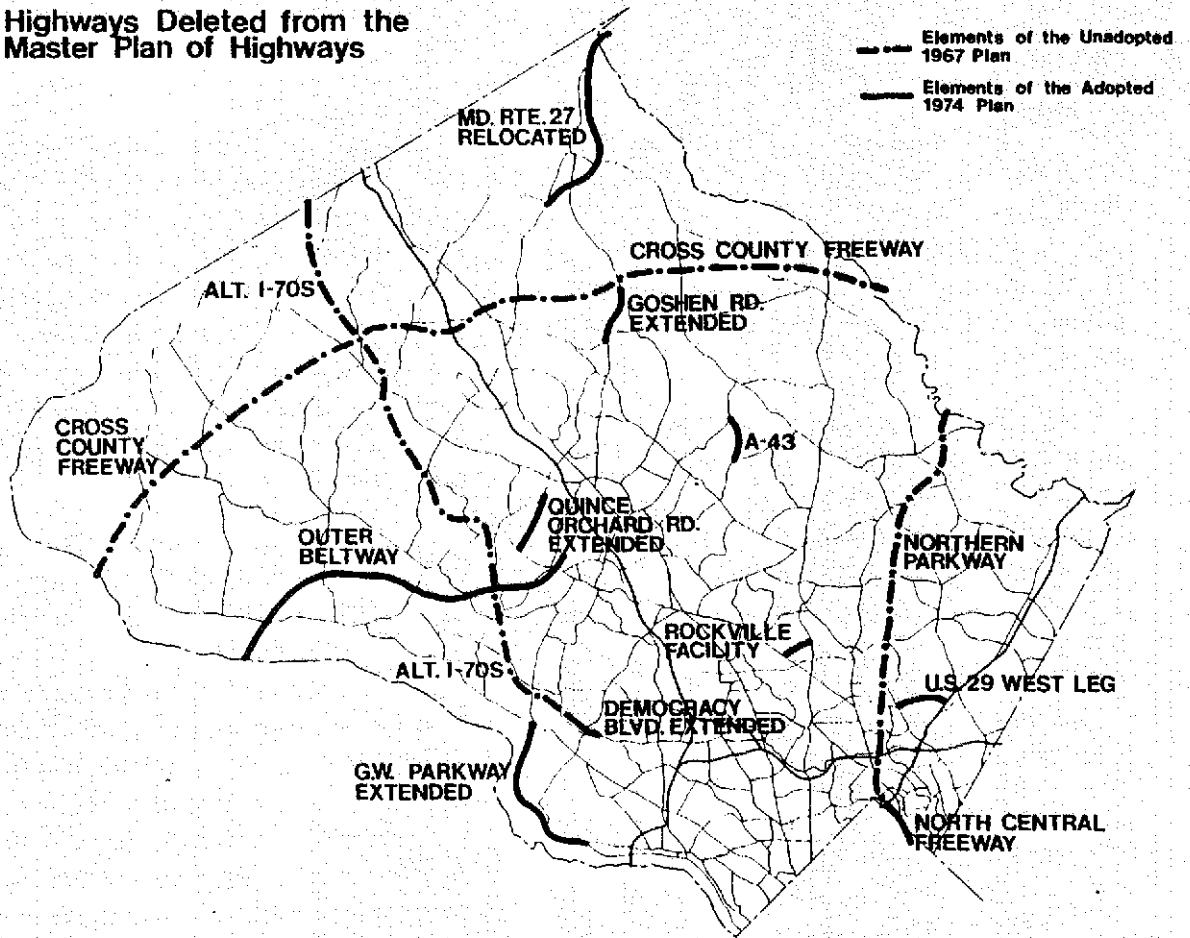 Highways Deleted from the
Master Plan of Highways
Elements of the Unadopted
1967 Plan
Elements of the Adopted
1974 Plan
MD. RTE. 27
RELOCATED
CROSS COUNTY FREEWAY
ALT. I-70S
GOSHEN RD.
EXTENDED
CROSS
COUNTY
FREEWAY
A-43
QUINCE
ORCHARD RD.
EXTENDED
OUTER
BELTWAY
NORTHERN
PARKWAY
ROCKVILLE
FACILITY
ALT. I-70S
U.S. 29 WEST LEG
DEMOCRACY
BLVD. EXTENDED
G.W. PARKWAY
EXTENDED
NORTH CENTRAL
FREEWAY